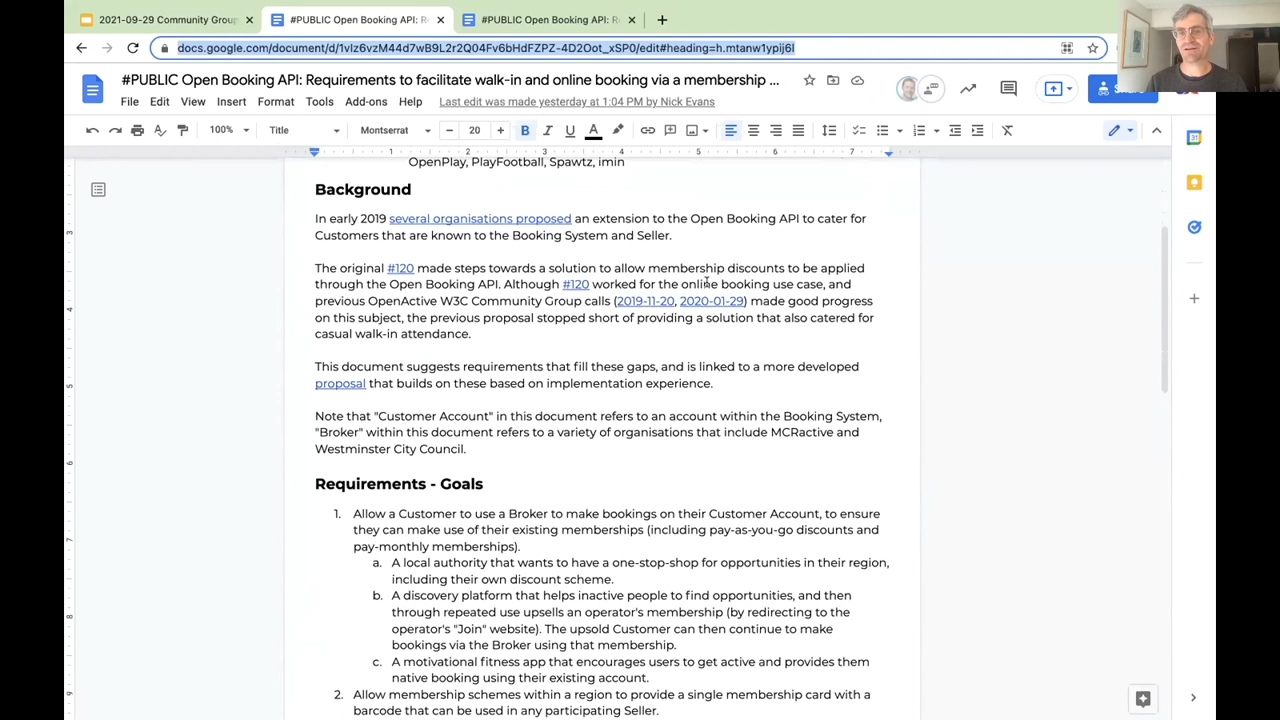 2021-09-29 Community Group
#PUBLIC Open Booking API: Re
#PUBLIC Open Booking API: Re
docs.google.com/document/d/1vIz6vzM44d7wB9L2r2Q04Fv6bHdFZPZ-4D2Oot_xSP0/edit#heading=h.mtanw1ypij6l
#PUBLIC Open Booking API: Requirements to facilitate walk-in and online booking via a membership ...
File Edit View Insert Format Tools Add-ons Help Last edit was made yesterday at 1:04 PM by Nick Evans
100% Title Montserrat 20 B I U A
1 2 3 4 5 6 7
OpenPlay, PlayFootball, Spawtz, imin
Background
In early 2019 several organisations proposed an extension to the Open Booking API to cater for
Customers that are known to the Booking System and Seller.
The original #120 made steps towards a solution to allow membership discounts to be applied
through the Open Booking API. Although #120 worked for the online booking use case, and
previous OpenActive W3C Community Group calls (2019-11-20, 2020-01-29) made good progress
on this subject, the previous proposal stopped short of providing a solution that also catered for
casual walk-in attendance.
This document suggests requirements that fill these gaps, and is linked to a more developed
proposal that builds on these based on implementation experience.
Note that "Customer Account" in this document refers to an account within the Booking System,
"Broker" within this document refers to a variety of organisations that include MCRactive and
Westminster City Council.
Requirements - Goals
1. Allow a Customer to use a Broker to make bookings on their Customer Account, to ensure
they can make use of their existing memberships (including pay-as-you-go discounts and
pay-monthly memberships).
a. A local authority that wants to have a one-stop-shop for opportunities in their region,
including their own discount scheme.
b. A discovery platform that helps inactive people to find opportunities, and then
through repeated use upsells an operator's membership (by redirecting to the
operator's "Join" website). The upsold Customer can then continue to make
bookings via the Broker using that membership.
c. A motivational fitness app that encourages users to get active and provides them
native booking using their existing account.
2. Allow membership schemes within a region to provide a single membership card with a
barcode that can be used in any participating Seller.